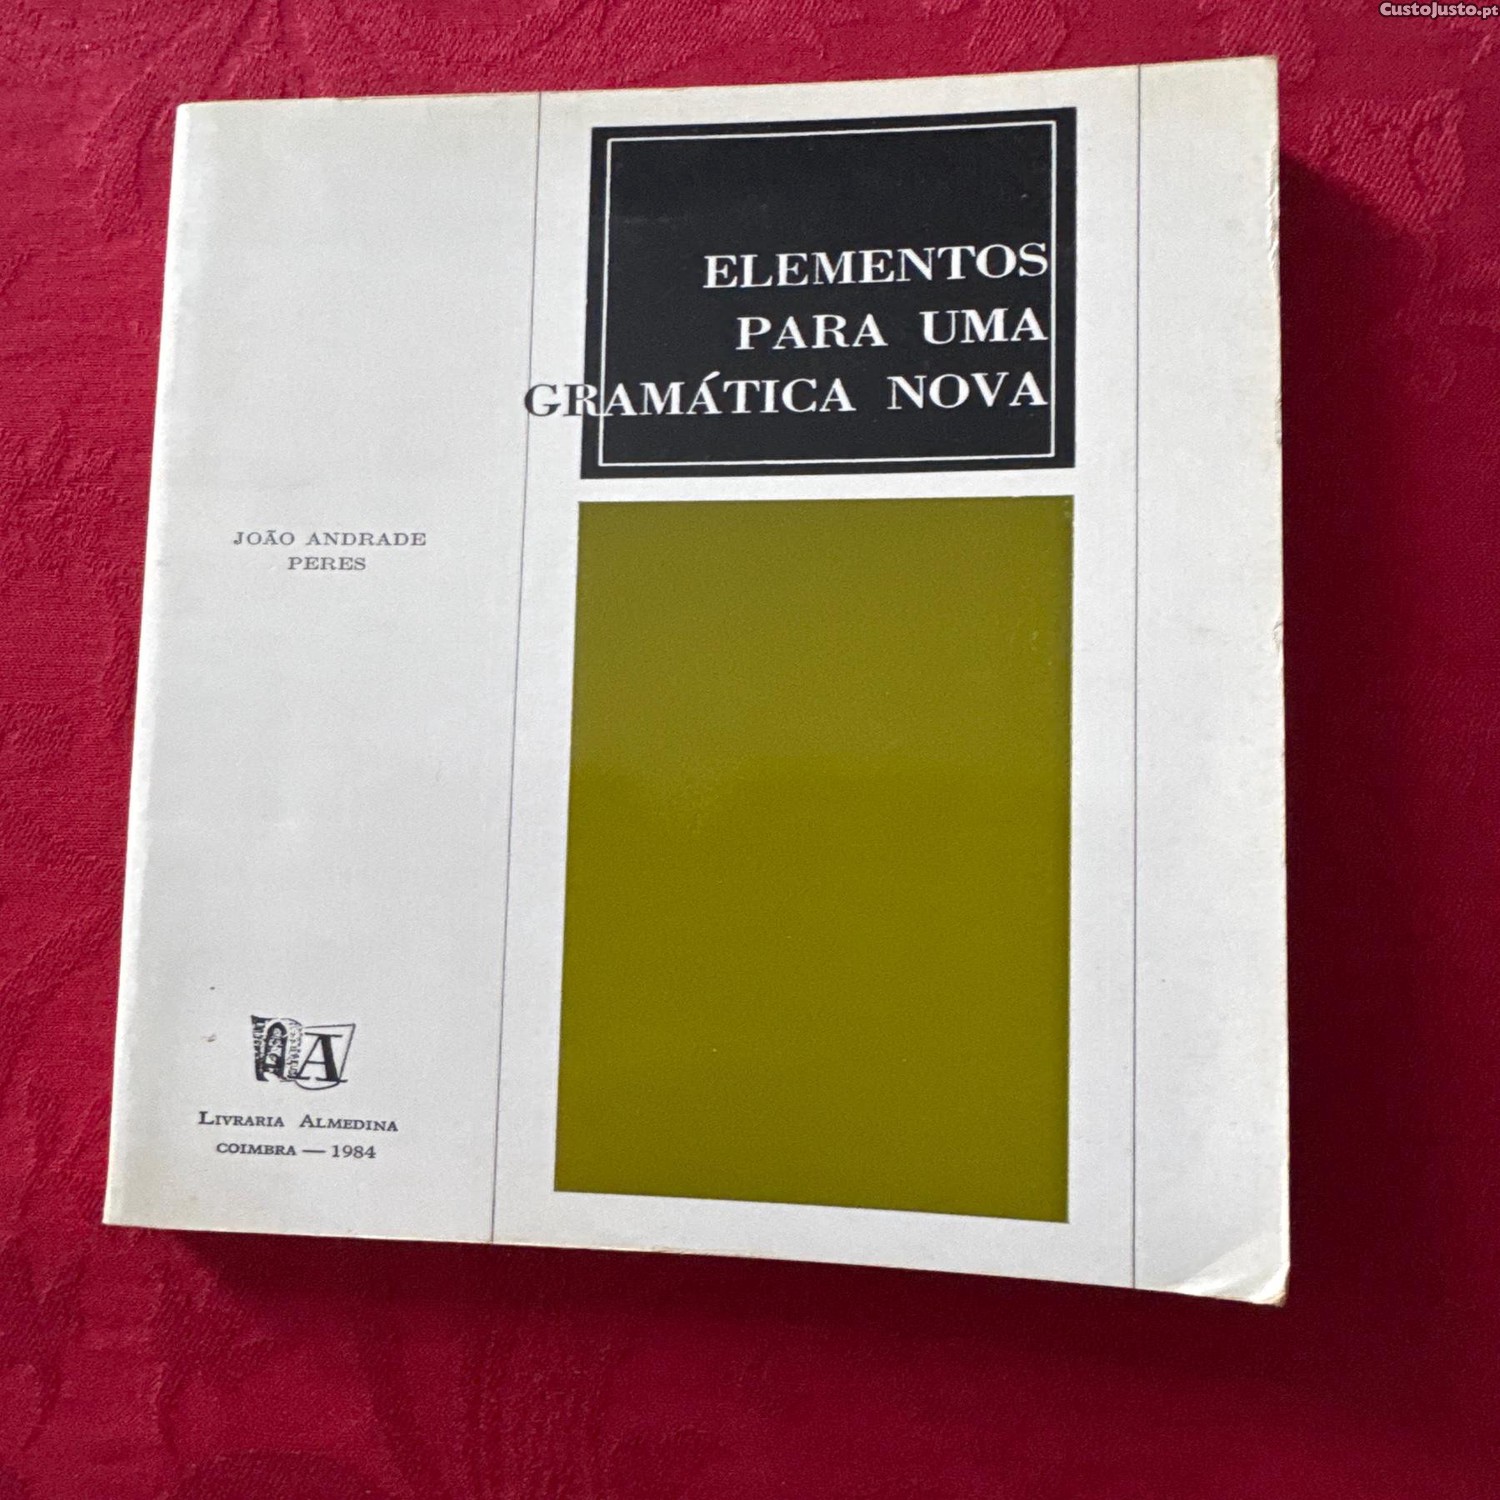 CustoJusto.pt
ELEMENTOS
PARA UMA
GRAMÁTICA NOVA
JOÃO ANDRADE
PERES
A
LIVRARIA ALMEDINA
COIMBRA — 1984